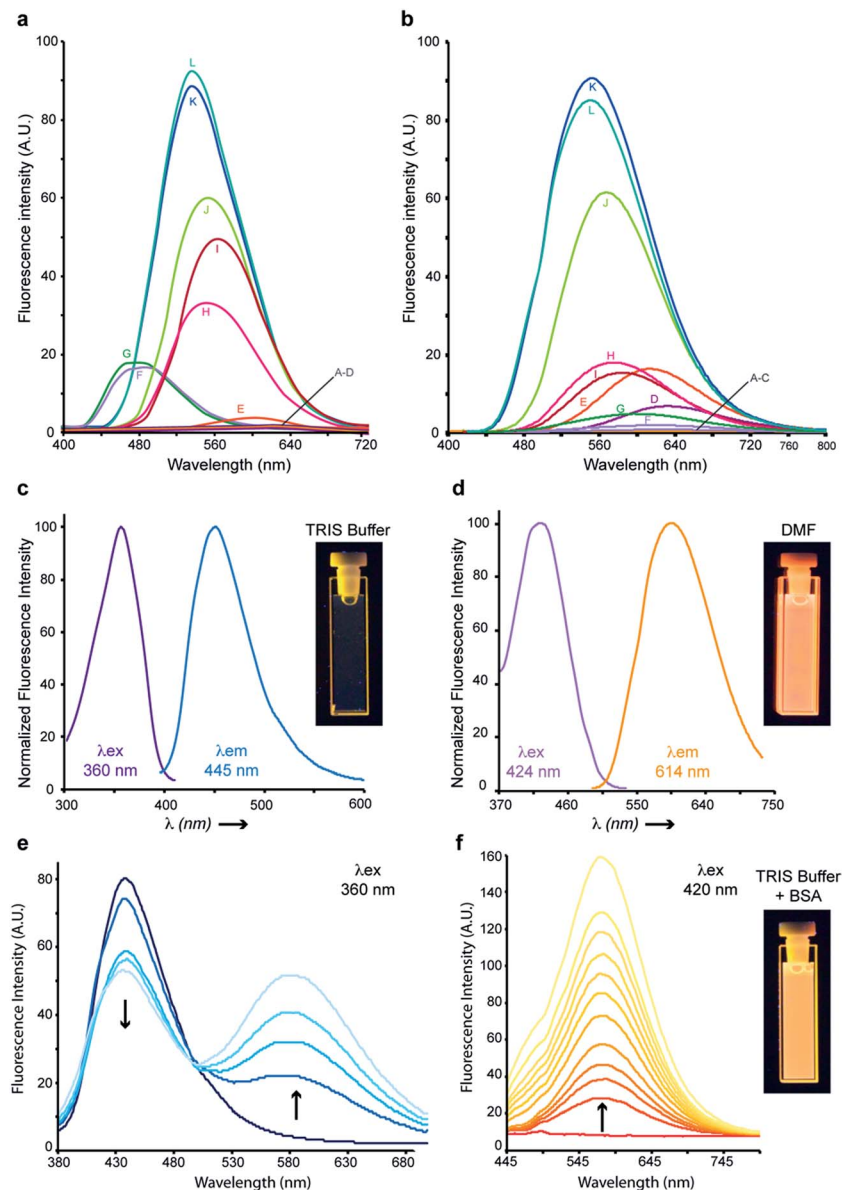 a
Fluorescence intensity (A.U.)
100
80
60
40
20
0
L
K
J
I
H
G
F
E
A-D
400
480
560
640
720
Wavelength (nm)
b
Fluorescence intensity (A.U.)
100
80
60
40
20
0
K
L
J
H
I
E
G
D
F
A-C
400
480
560
640
720
760
800
Wavelength (nm)
c
Normalized Fluorescence Intensity
100
80
60
40
20
0
λex
360 nm
λem
445 nm
TRIS Buffer
300
400
500
600
λ (nm) →
d
Normalized Fluorescence Intensity
100
80
60
40
20
0
λex
424 nm
λem
614 nm
DMF
370
460
550
640
750
λ (nm) →
e
Fluorescence Intensity (A.U.)
80
60
40
20
0
λex
360 nm
380
430
480
530
580
630
680
Wavelength (nm)
f
Fluorescence Intensity (A.U.)
160
140
120
100
80
60
40
20
0
λex
420 nm
TRIS Buffer
+ BSA
445
545
645
745
Wavelength (nm)